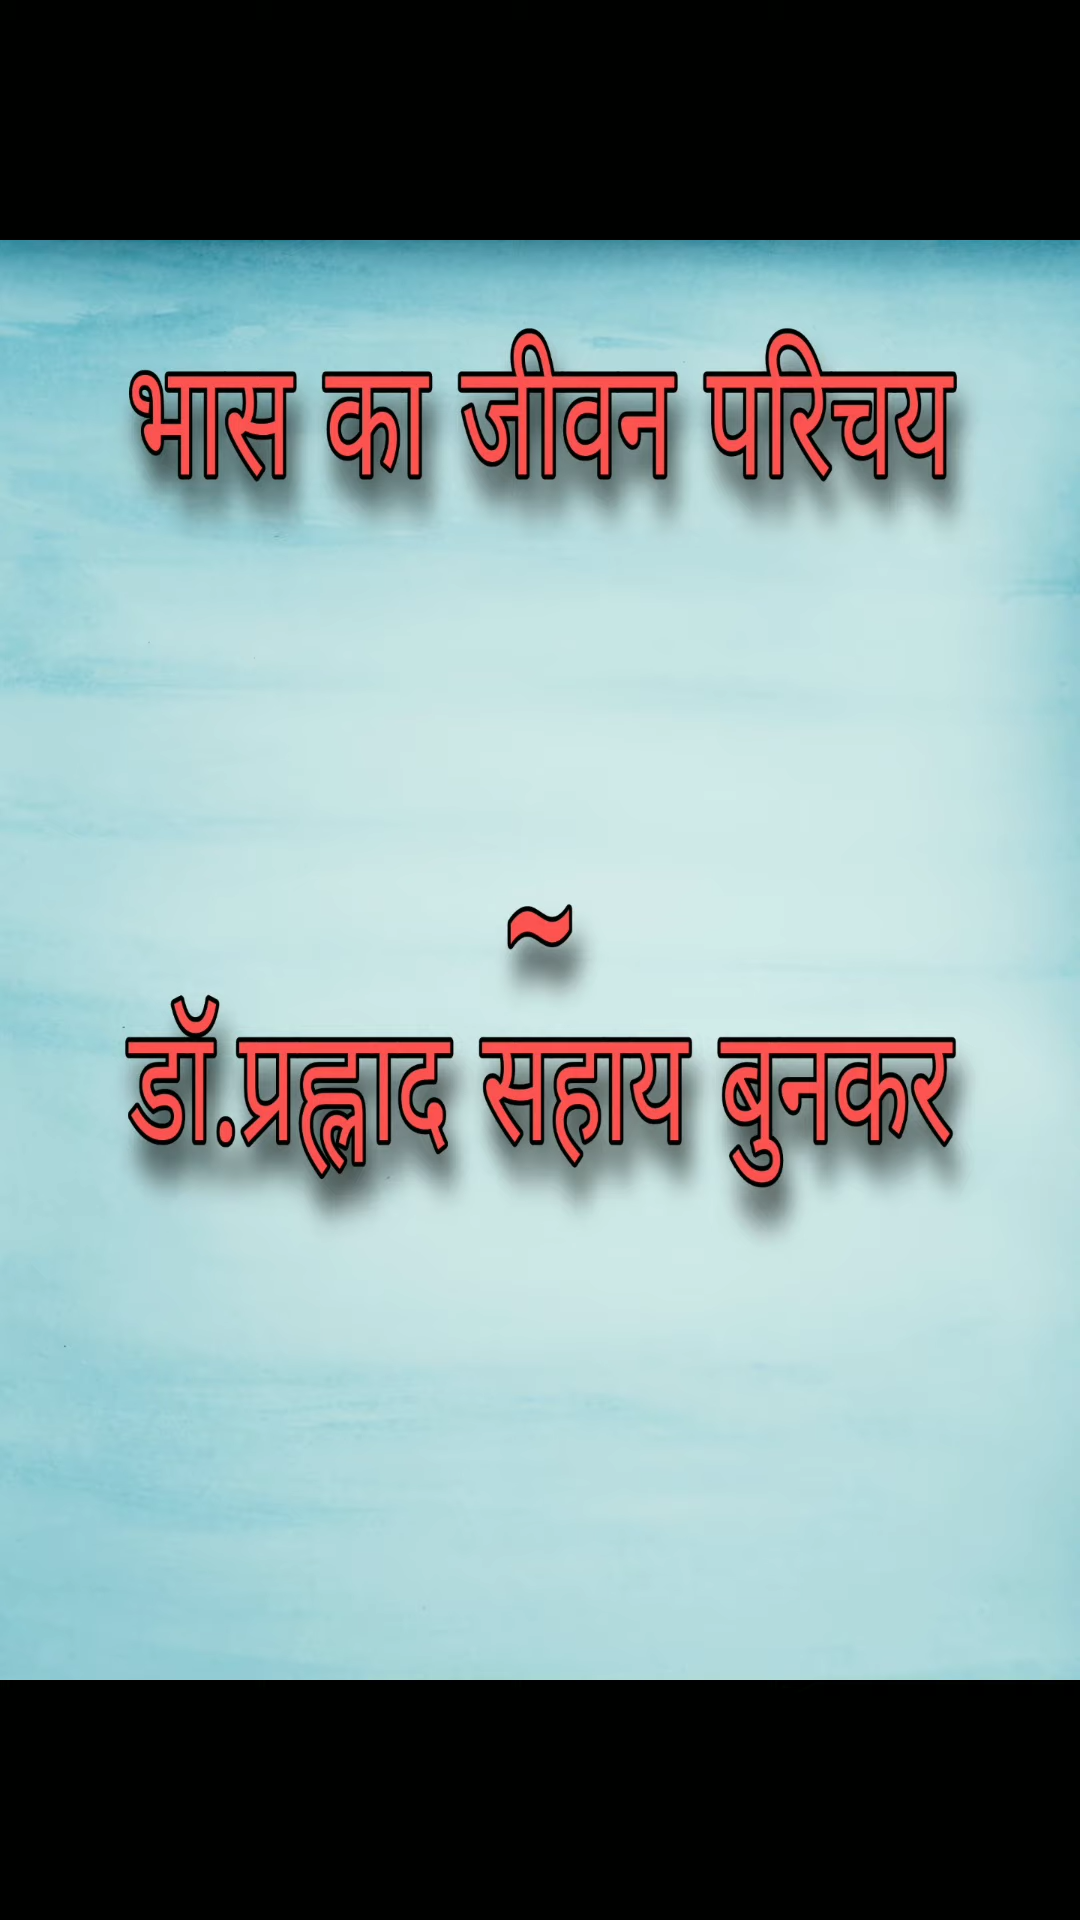 भास का जीवन परिचय
~
डॉ.प्रह्लाद सहाय बुनकर